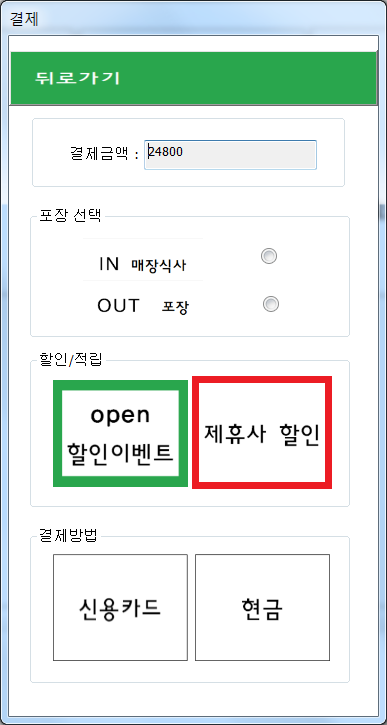 결제
뒤로가기
결제금액 : 24800
포장 선택
IN 매장식사
OUT 포장
할인/적립
open
할인이벤트
제휴사 할인
결제방법
신용카드
현금